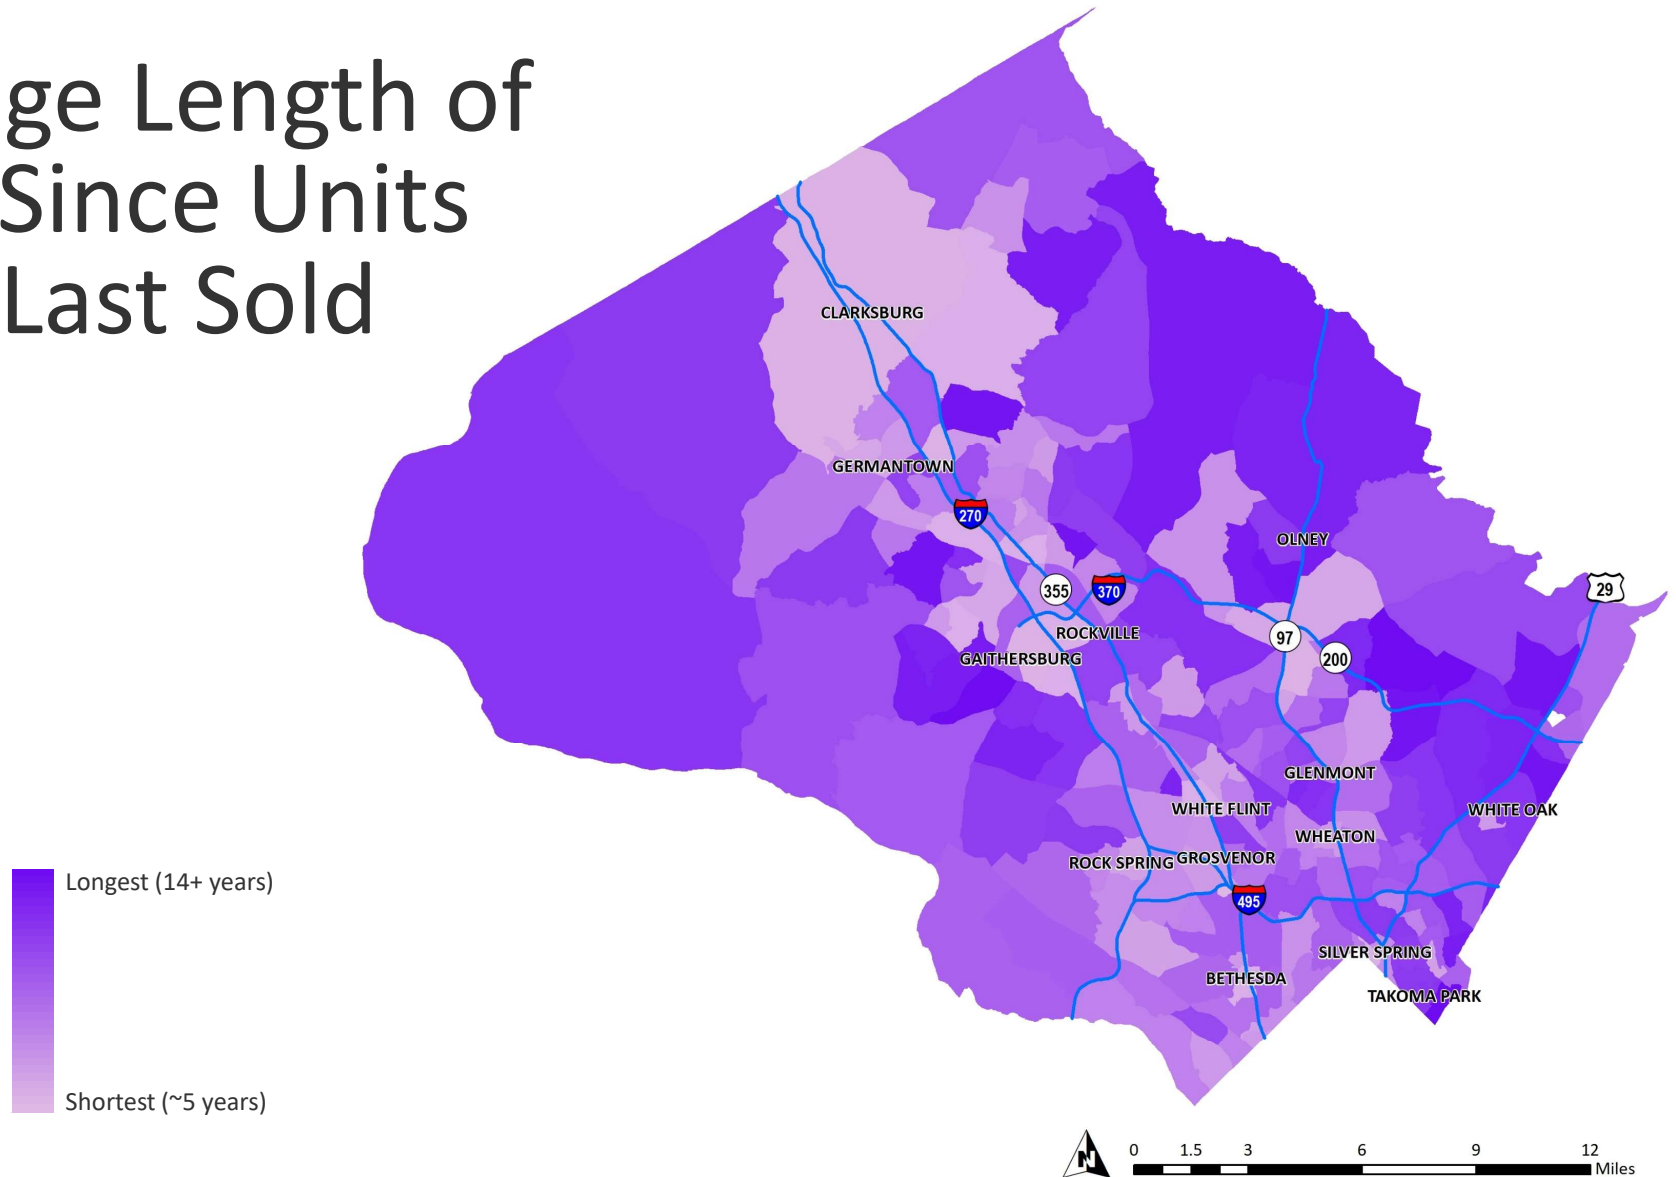 ge Length of
Since Units
Last Sold
CLARKSBURG
GERMANTOWN
270
OLNEY
355
370
29
ROCKVILLE
97
GAITHERSBURG
200
GLENMONT
WHITE FLINT
WHITE OAK
WHEATON
ROCK SPRING
GROSVENOR
495
SILVER SPRING
BETHESDA
TAKOMA PARK
Longest (14+ years)
Shortest (~5 years)
N
0 1.5 3 6 9 12
Miles